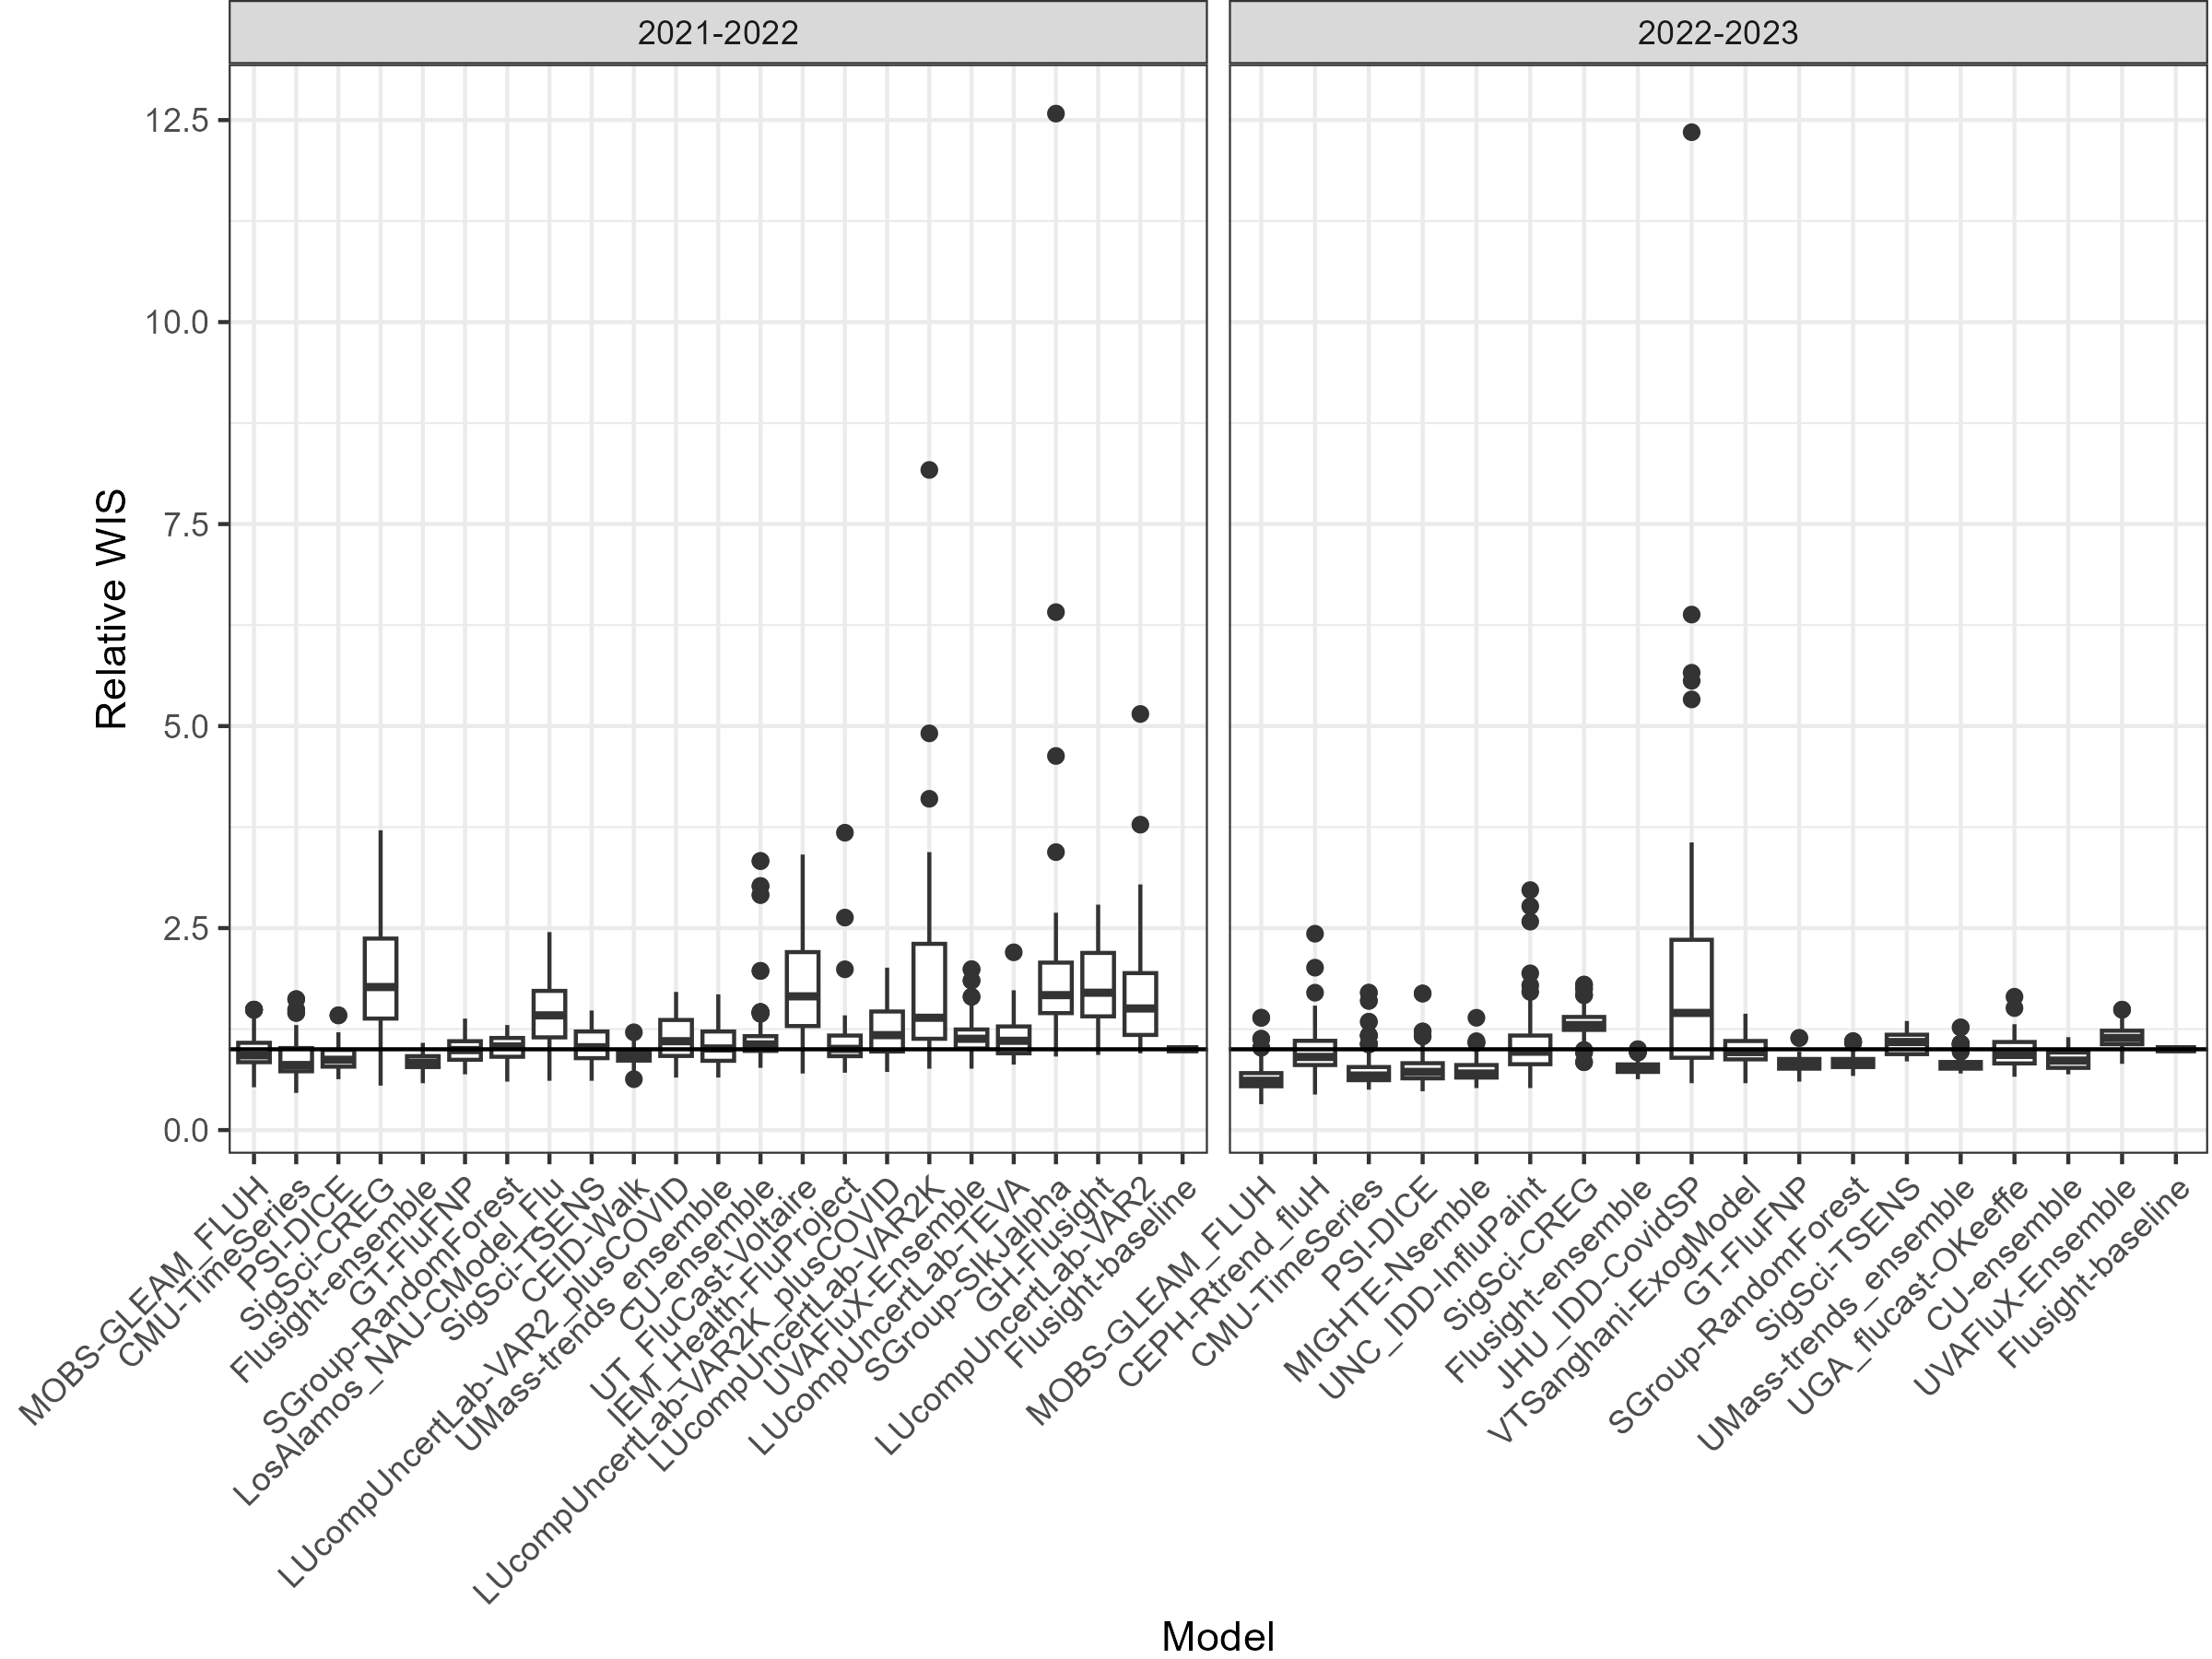 2021-2022
2022-2023
Relative WIS
12.5
10.0
7.5
5.0
2.5
0.0
MOBS-GLEAM_FLUH
CMU-TimeSeries
PSI-DICE
SigSci-CREG
Flusight-ensemble
GT-FluFNP
SGroup-RandomForest
LosAlamos_NAU-CModel_Flu
SigSci-TSENS
CEID-Walk
LUcompUncertLab-VAR2_plusCOVID
UMass-trends_ensemble
CU-ensemble
UT_FluCast-Voltaire
IEM_Health-FluProject
LUcompUncertLab-VAR2K_plusCOVID
LUcompUncertLab-VAR2K
UVAFluX-Ensemble
LUcompUncertLab-TEVA
SGroup-SIkJalpha
GH-Flusight
LUcompUncertLab-VAR2
Flusight-baseline
MOBS-GLEAM_FLUH
CEPH-Rtrend_fluH
CMU-TimeSeries
PSI-DICE
MIGHTE-Nsemble
UNC_IDD-InfluPaint
SigSci-CREG
Flusight-ensemble
JHU_IDD-CovidSP
VTSanghani-ExogModel
GT-FluFNP
SGroup-RandomForest
SigSci-TSENS
UMass-trends_ensemble
UGA_flucast-OKeeffe
CU-ensemble
UVAFluX-Ensemble
Flusight-baseline
Model